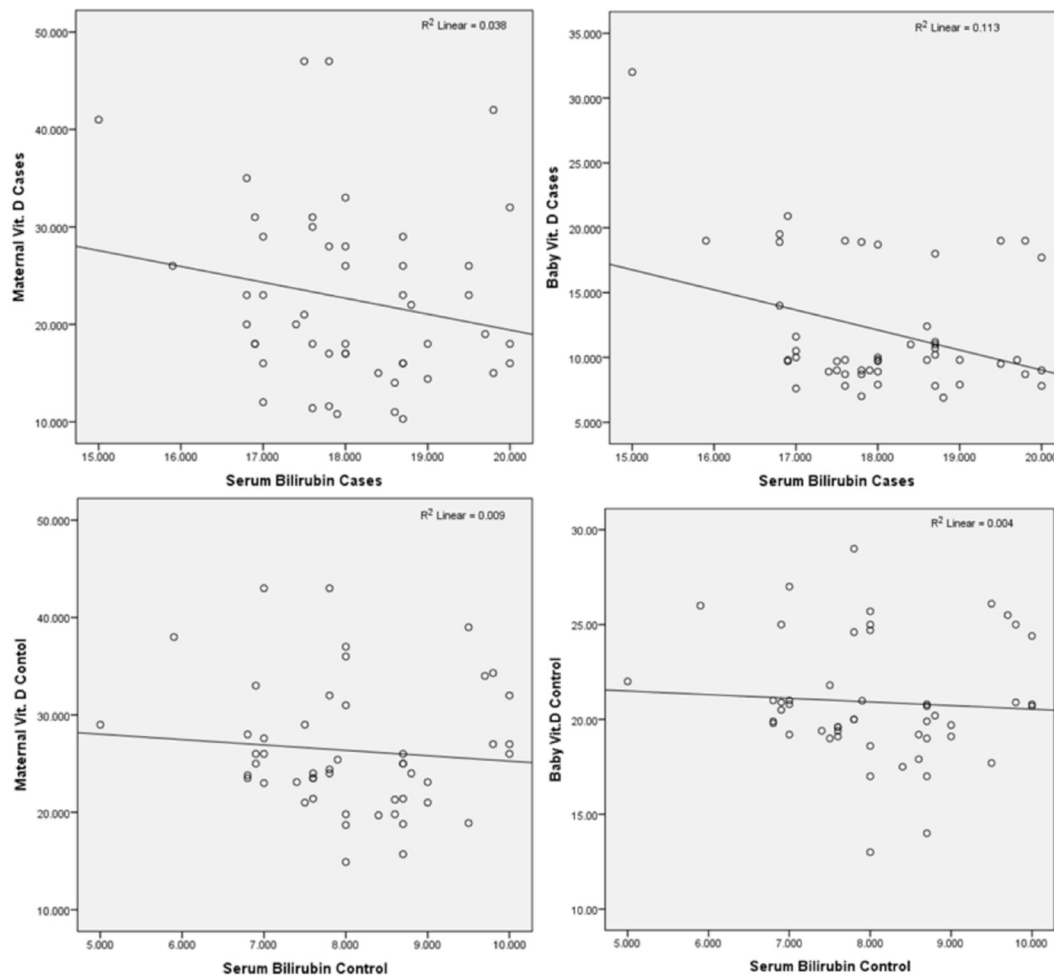 R² Linear = 0.038
50.000
40.000
30.000
20.000
10.000
Maternal Vit. D Cases
15.000 16.000 17.000 18.000 19.000 20.000
Serum Bilirubin Cases
R² Linear = 0.113
35.000
30.000
25.000
20.000
15.000
10.000
5.000
Baby Vit. D Cases
15.000 16.000 17.000 18.000 19.000 20.000
Serum Bilirubin Cases
R² Linear = 0.009
50.000
40.000
30.000
20.000
10.000
Maternal Vit. D Contol
5.000 6.000 7.000 8.000 9.000 10.000
Serum Bilirubin Control
R² Linear = 0.004
30.00
25.00
20.00
15.00
10.00
Baby Vit.D Control
5.000 6.000 7.000 8.000 9.000 10.000
Serum Bilirubin Control